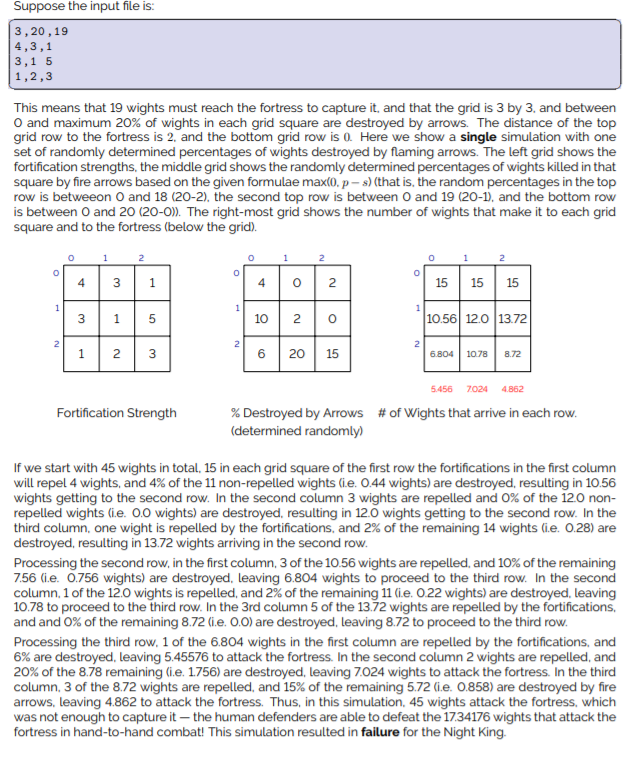 Suppose the input file is:
3,20,19
4,3,1
3,1 5
1,2,3
This means that 19 wights must reach the fortress to capture it, and that the grid is 3 by 3, and between
0 and maximum 20% of wights in each grid square are destroyed by arrows. The distance of the top
grid row to the fortress is 2, and the bottom grid row is 0. Here we show a single simulation with one
set of randomly determined percentages of wights destroyed by flaming arrows. The left grid shows the
fortification strengths, the middle grid shows the randomly determined percentages of wights killed in that
square by fire arrows based on the given formulae max(0, p − s) (that is, the random percentages in the top
row is betweeon 0 and 18 (20-2), the second top row is between 0 and 19 (20-1), and the bottom row
is between 0 and 20 (20-0)). The right-most grid shows the number of wights that make it to each grid
square and to the fortress (below the grid).
0 1 2 0 1 2 0 1 2
0 4 3 1 0 4 0 2 0 15 15 15
1 3 1 5 1 10 2 0 1 10.56 12.0 13.72
2 1 2 3 2 6 20 15 2 6.804 10.78 8.72
5.456 7.024 4.862
Fortification Strength % Destroyed by Arrows # of Wights that arrive in each row.
(determined randomly)
If we start with 45 wights in total, 15 in each grid square of the first row the fortifications in the first column
will repel 4 wights, and 4% of the 11 non-repelled wights (i.e. 0.44 wights) are destroyed, resulting in 10.56
wights getting to the second row. In the second column 3 wights are repelled and 0% of the 12.0 non-
repelled wights (i.e. 0.0 wights) are destroyed, resulting in 12.0 wights getting to the second row. In the
third column, one wight is repelled by the fortifications, and 2% of the remaining 14 wights (i.e. 0.28) are
destroyed, resulting in 13.72 wights arriving in the second row.
Processing the second row, in the first column, 3 of the 10.56 wights are repelled, and 10% of the remaining
7.56 (i.e. 0.756 wights) are destroyed, leaving 6.804 wights to proceed to the third row. In the second
column, 1 of the 12.0 wights is repelled, and 2% of the remaining 11 (i.e. 0.22 wights) are destroyed, leaving
10.78 to proceed to the third row. In the 3rd column 5 of the 13.72 wights are repelled by the fortifications,
and and 0% of the remaining 8.72 (i.e. 0.0) are destroyed, leaving 8.72 to proceed to the third row.
Processing the third row, 1 of the 6.804 wights in the first column are repelled by the fortifications, and
6% are destroyed, leaving 5.45576 to attack the fortress. In the second column 2 wights are repelled, and
20% of the 8.78 remaining (i.e. 1.756) are destroyed, leaving 7.024 wights to attack the fortress. In the third
column, 3 of the 8.72 wights are repelled, and 15% of the remaining 5.72 (i.e. 0.858) are destroyed by fire
arrows, leaving 4.862 to attack the fortress. Thus, in this simulation, 45 wights attack the fortress, which
was not enough to capture it — the human defenders are able to defeat the 17.34176 wights that attack the
fortress in hand-to-hand combat! This simulation resulted in failure for the Night King.